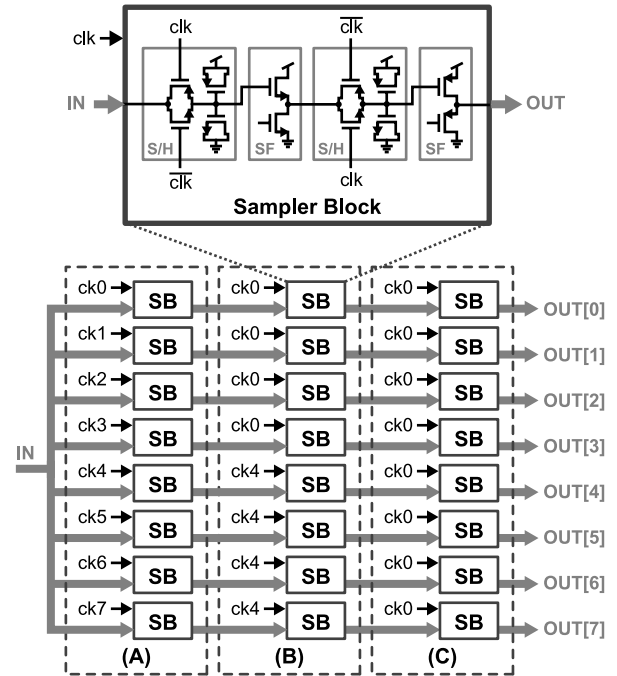 clk
clk
clk
IN
OUT
S/H
SF
S/H
SF
clk
clk
Sampler Block
ck0 SB ck0 SB ck0 SB OUT[0]
ck1 SB ck0 SB ck0 SB OUT[1]
ck2 SB ck0 SB ck0 SB OUT[2]
ck3 SB ck0 SB ck0 SB OUT[3]
IN
ck4 SB ck4 SB ck0 SB OUT[4]
ck5 SB ck4 SB ck0 SB OUT[5]
ck6 SB ck4 SB ck0 SB OUT[6]
ck7 SB ck4 SB ck0 SB OUT[7]
(A) (B) (C)